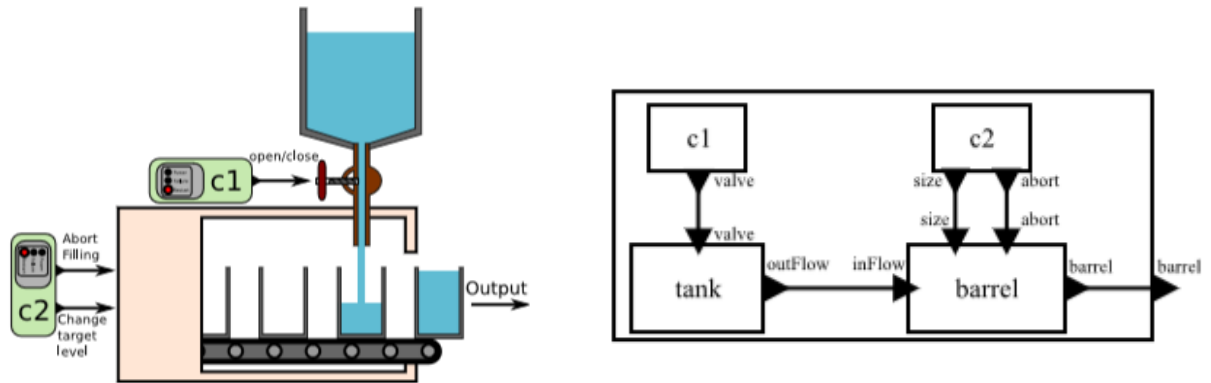 open/close
c1
Abort
Filling
c2
Change
target
level
Output
c1
c2
valve
size
abort
valve
size
abort
outFlow
inFlow
barrel
barrel
tank
barrel